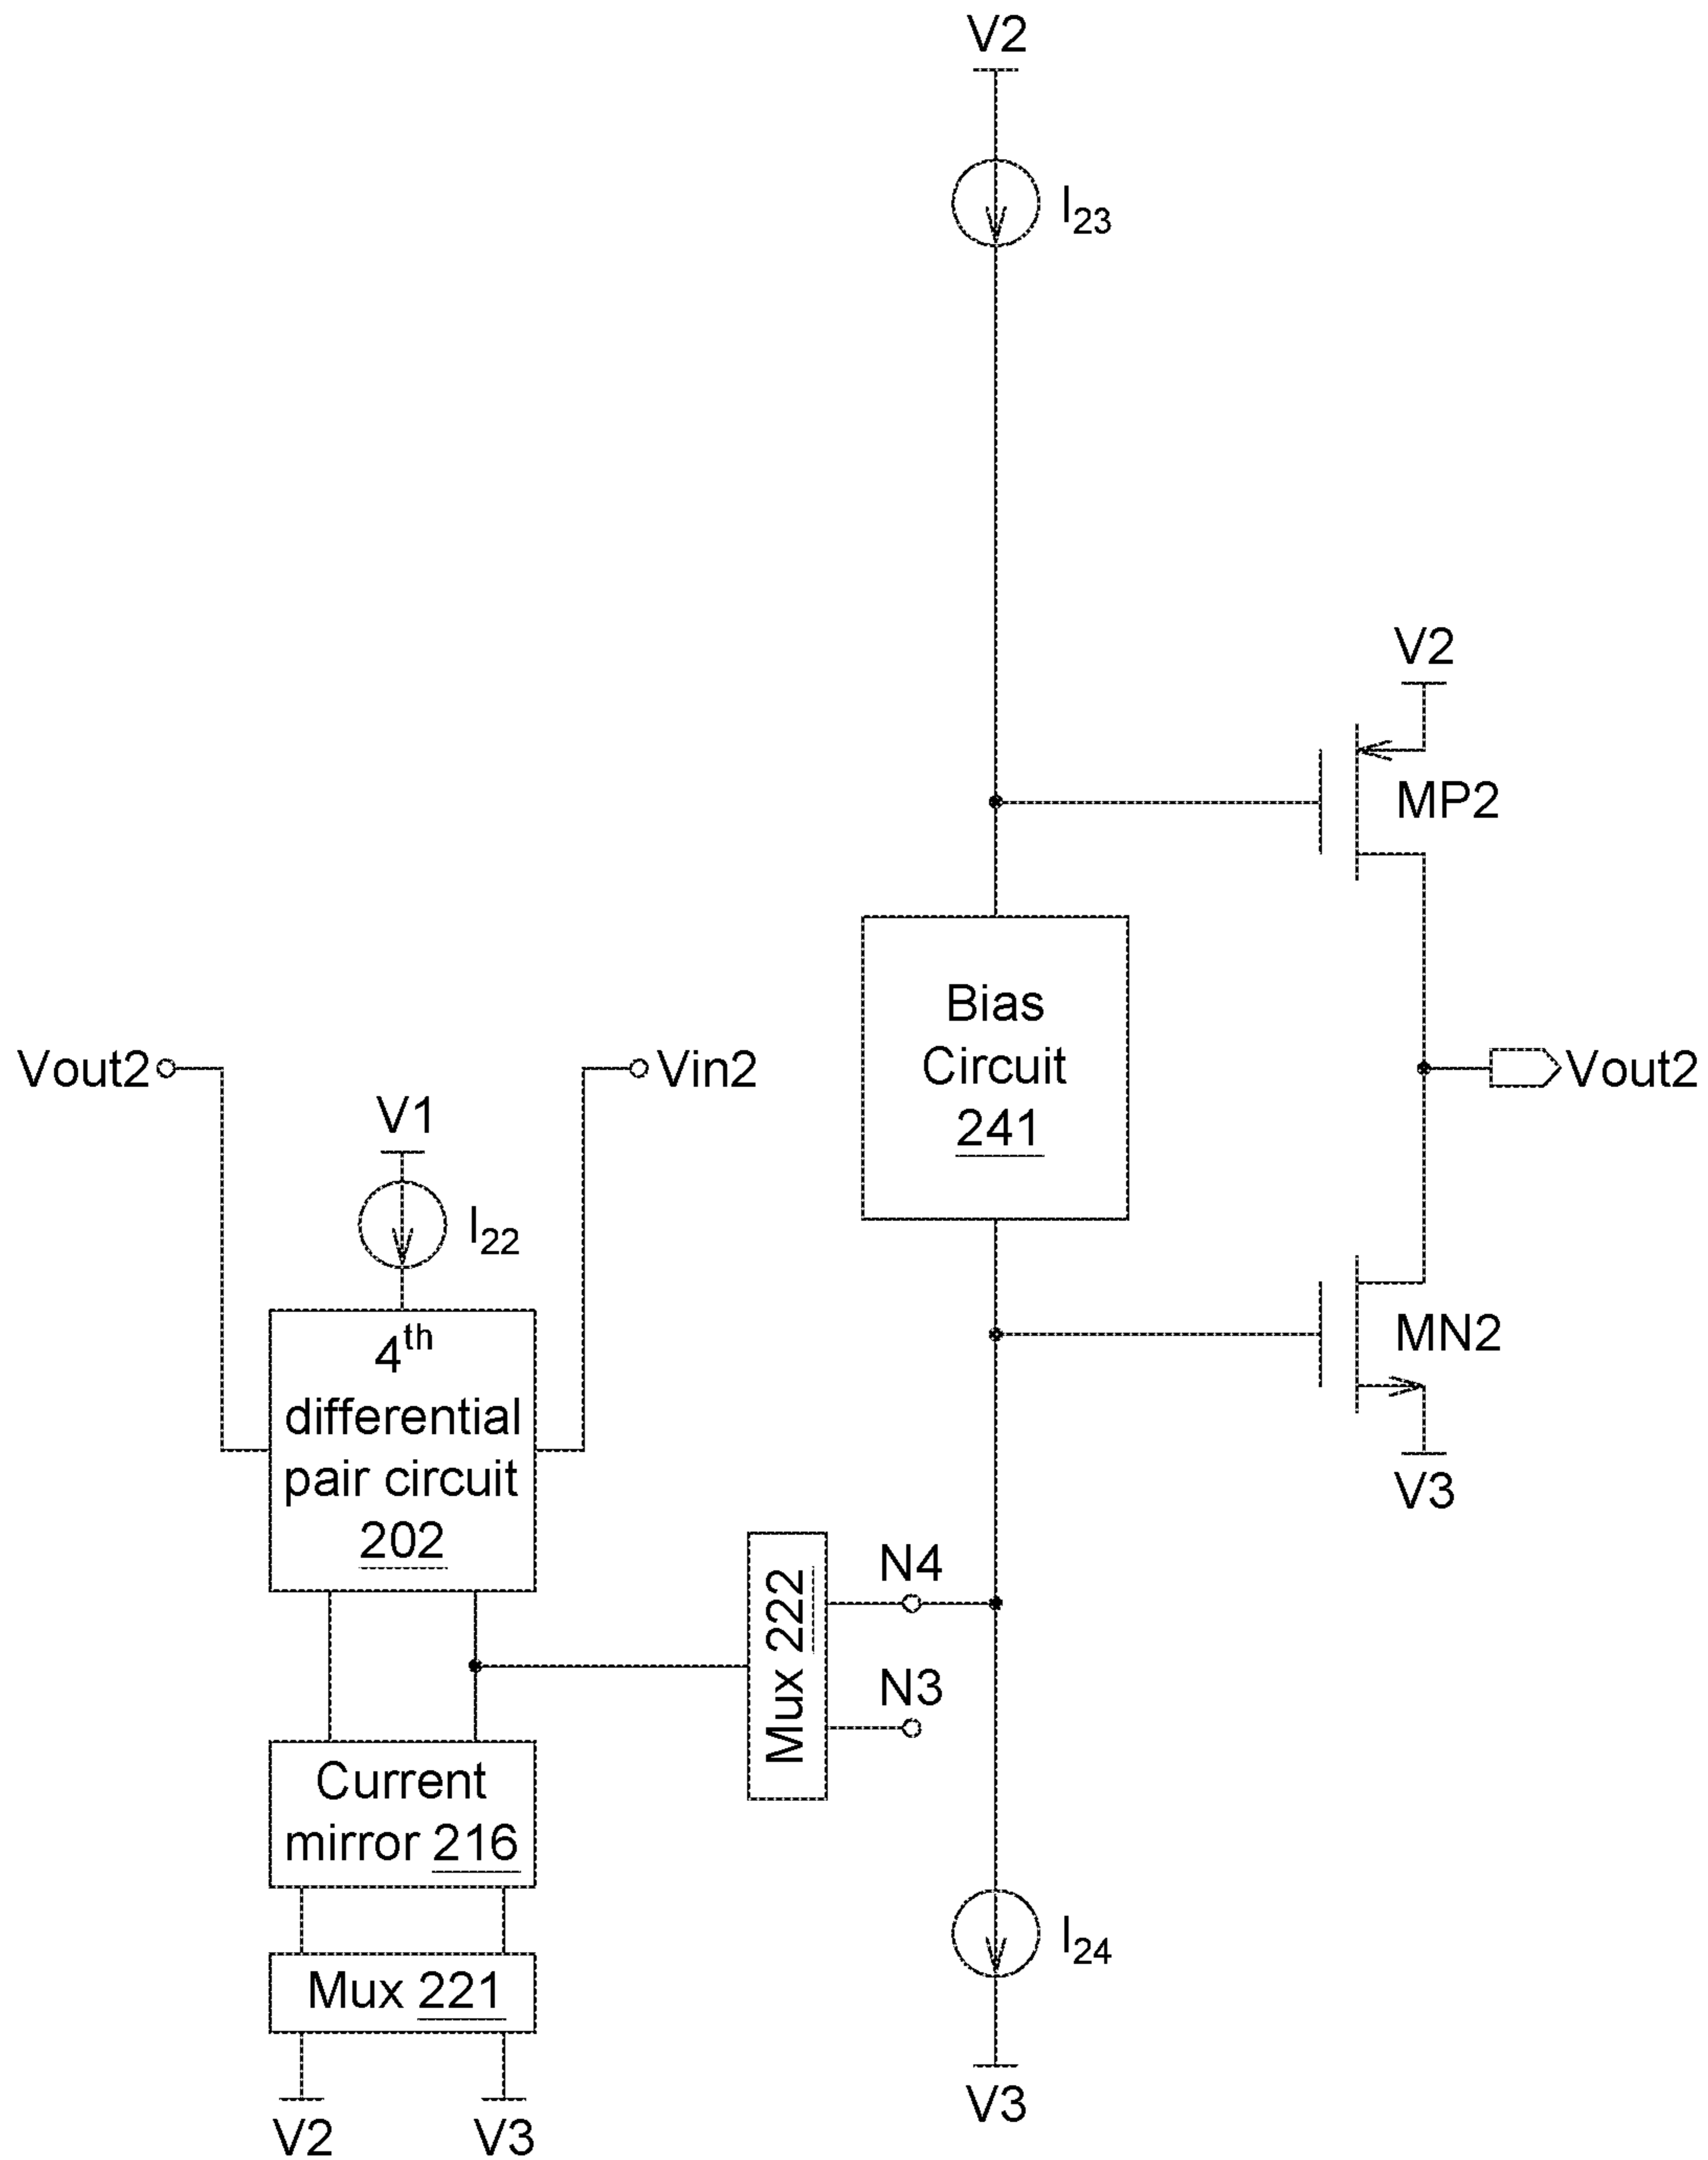 V2
I23
V2
MP2
Bias
Circuit
241
Vout2
Vin2
Vout2
V1
I22
4th
differential
pair circuit
202
MN2
V3
Mux 222
N4
N3
Current
mirror 216
I24
Mux 221
V2
V3
V3